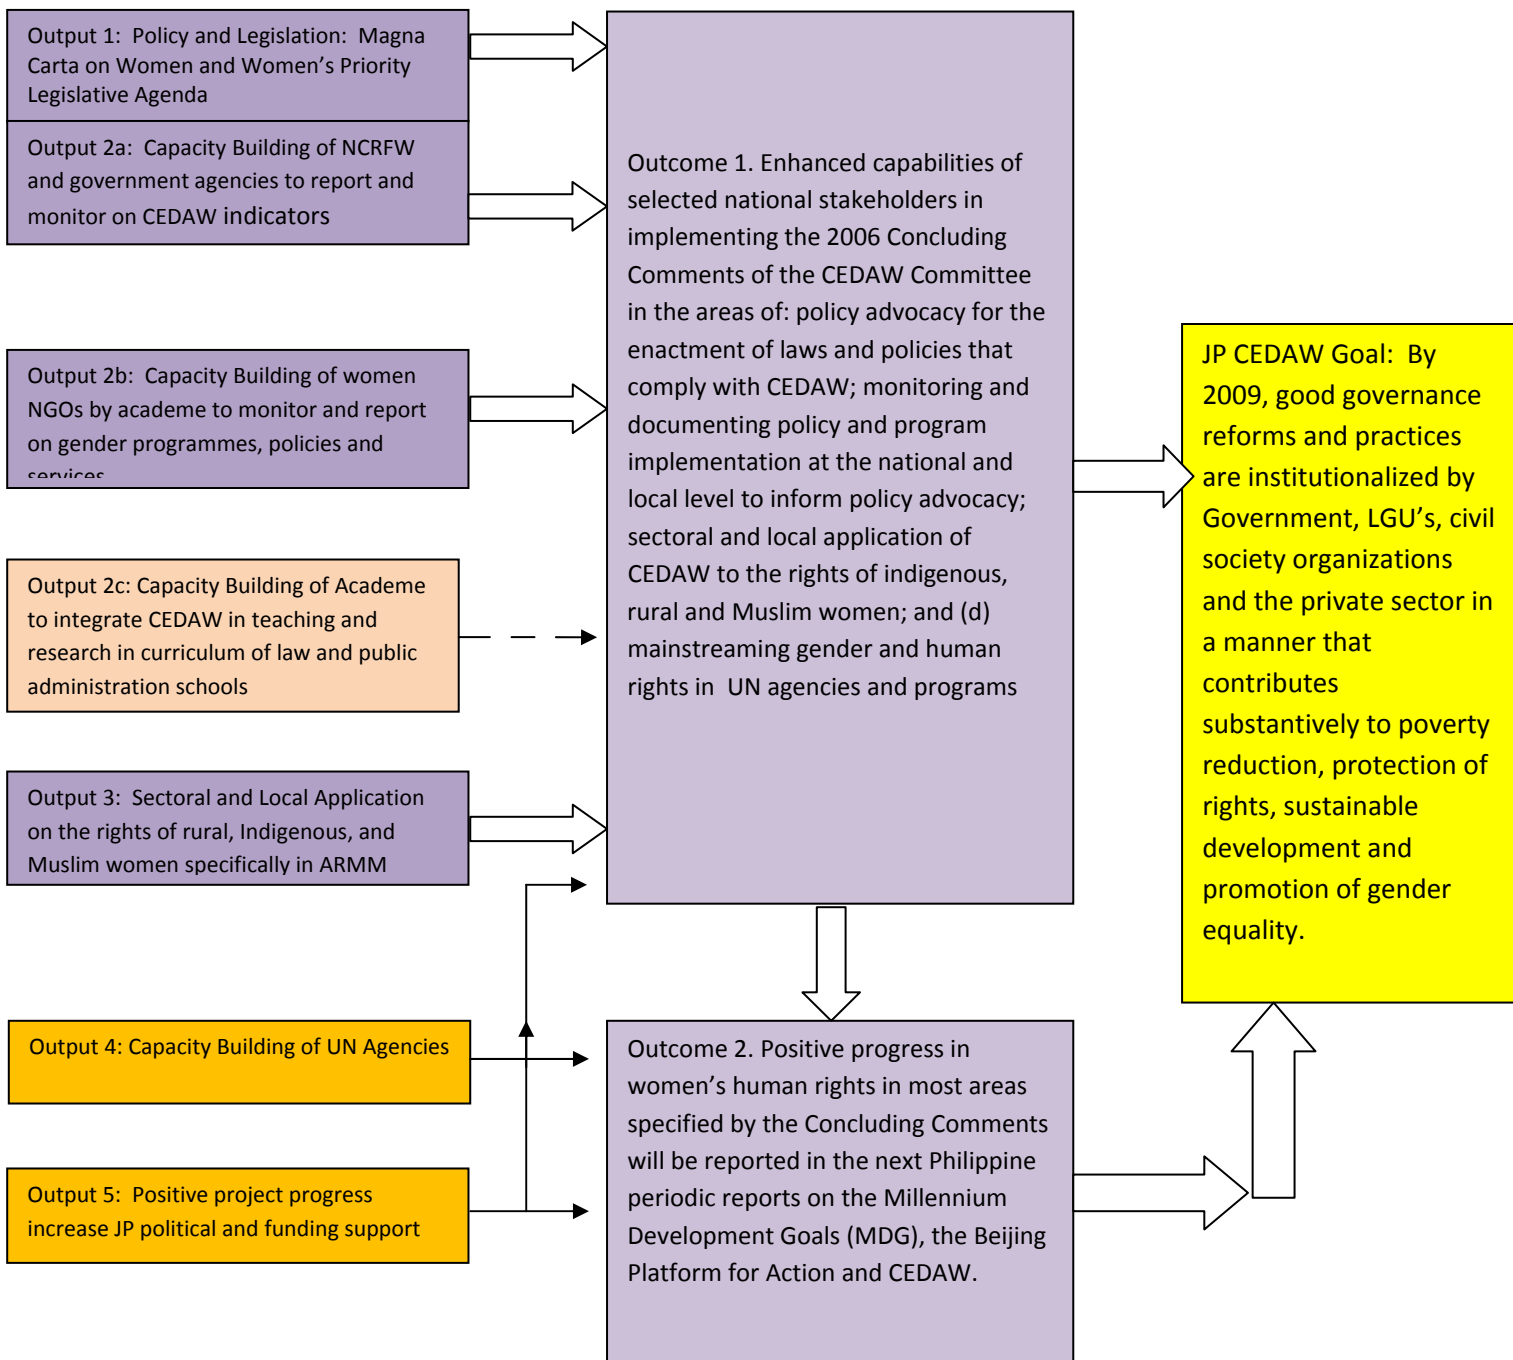 Output 1:  Policy and Legislation:  Magna
Carta on Women and Women’s Priority
Legislative Agenda
Output 2a:  Capacity Building of NCRFW
and government agencies to report and
monitor on CEDAW indicators
Output 2b:  Capacity Building of women
NGOs by academe to monitor and report
on gender programmes, policies and
services
Output 2c: Capacity Building of Academe
to integrate CEDAW in teaching and
research in curriculum of law and public
administration schools
Output 3:  Sectoral and Local Application
on the rights of rural, Indigenous, and
Muslim women specifically in ARMM
Output 4: Capacity Building of UN Agencies
Output 5:  Positive project progress
increase JP political and funding support
Outcome 1. Enhanced capabilities of
selected national stakeholders in
implementing the 2006 Concluding
Comments of the CEDAW Committee
in the areas of: policy advocacy for the
enactment of laws and policies that
comply with CEDAW; monitoring and
documenting policy and program
implementation at the national and
local level to inform policy advocacy;
sectoral and local application of
CEDAW to the rights of indigenous,
rural and Muslim women; and (d)
mainstreaming gender and human
rights in  UN agencies and programs
Outcome 2. Positive progress in
women’s human rights in most areas
specified by the Concluding Comments
will be reported in the next Philippine
periodic reports on the Millennium
Development Goals (MDG), the Beijing
Platform for Action and CEDAW.
JP CEDAW Goal:  By
2009, good governance
reforms and practices
are institutionalized by
Government, LGU’s, civil
society organizations
and the private sector in
a manner that
contributes
substantively to poverty
reduction, protection of
rights, sustainable
development and
promotion of gender
equality.